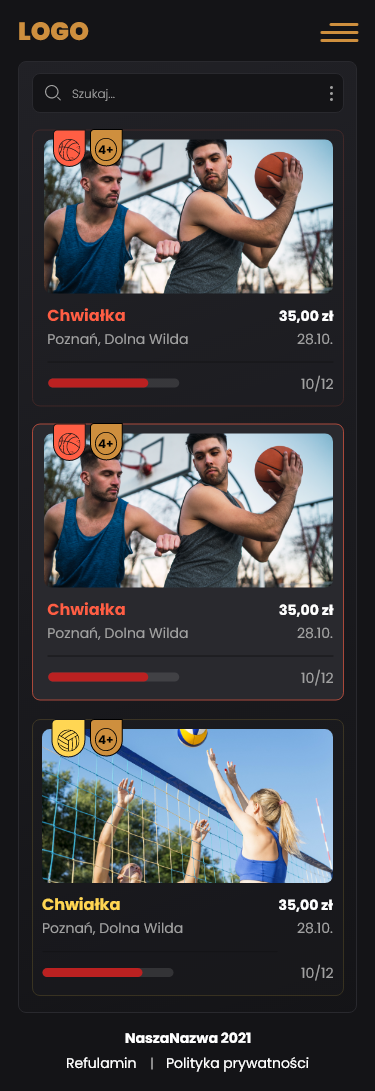 LOGO
Szukaj...
4+
Chwiałka 35,00 zł
Poznań, Dolna Wilda 28.10.
10/12
4+
Chwiałka 35,00 zł
Poznań, Dolna Wilda 28.10.
10/12
4+
Chwiałka 35,00 zł
Poznań, Dolna Wilda 28.10.
10/12
NaszaNazwa 2021
Refulamin | Polityka prywatności